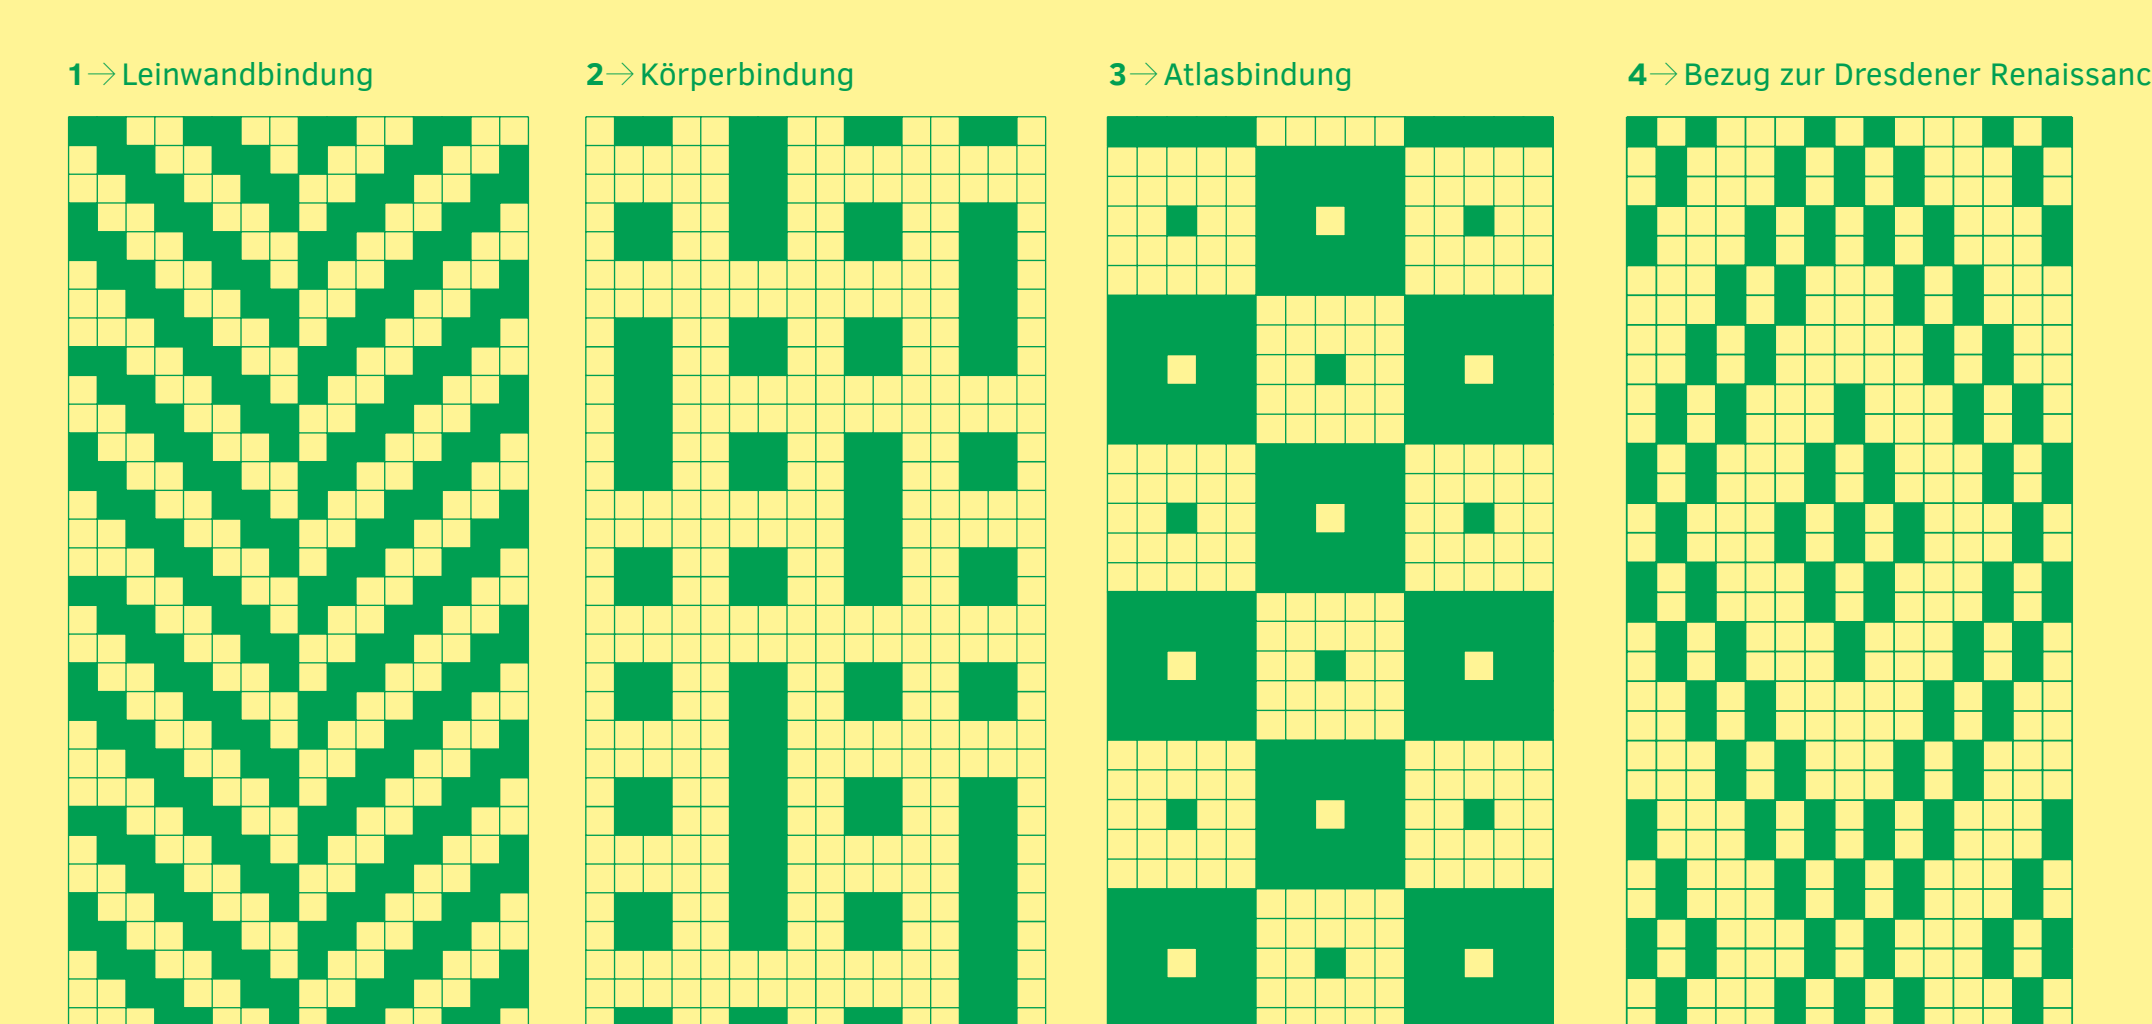 1→Leinwandbindung
2→Körperbindung
3→Atlasbindung
4→Bezug zur Dresdener Renaissanc